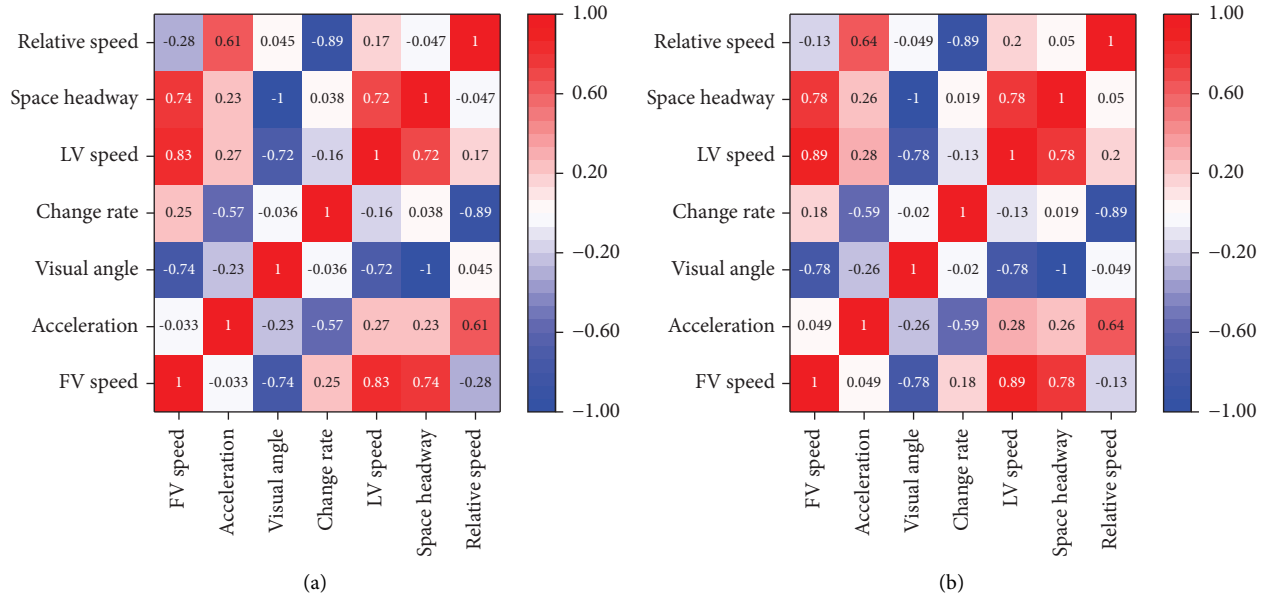 Relative speed -0.28 0.61 0.045 -0.89 0.17 -0.047 1
Space headway 0.74 0.23 -1 0.038 0.72 1 -0.047
LV speed 0.83 0.27 -0.72 -0.16 1 0.72 0.17
Change rate 0.25 -0.57 -0.036 1 -0.16 0.038 -0.89
Visual angle -0.74 -0.23 1 -0.036 -0.72 -1 0.045
Acceleration -0.033 1 -0.23 -0.57 0.27 0.23 0.61
FV speed 1 -0.033 -0.74 0.25 0.83 0.74 -0.28
FV speed
Acceleration
Visual angle
Change rate
LV speed
Space headway
Relative speed
1.00
0.60
0.20
−0.20
−0.60
−1.00
(a)
Relative speed -0.13 0.64 -0.049 -0.89 0.2 0.05 1
Space headway 0.78 0.26 -1 0.019 0.78 1 0.05
LV speed 0.89 0.28 -0.78 -0.13 1 0.78 0.2
Change rate 0.18 -0.59 -0.02 1 -0.13 0.019 -0.89
Visual angle -0.78 -0.26 1 -0.02 -0.78 -1 -0.049
Acceleration 0.049 1 -0.26 -0.59 0.28 0.26 0.64
FV speed 1 0.049 -0.78 0.18 0.89 0.78 -0.13
FV speed
Acceleration
Visual angle
Change rate
LV speed
Space headway
Relative speed
1.00
0.60
0.20
−0.20
−0.60
−1.00
(b)